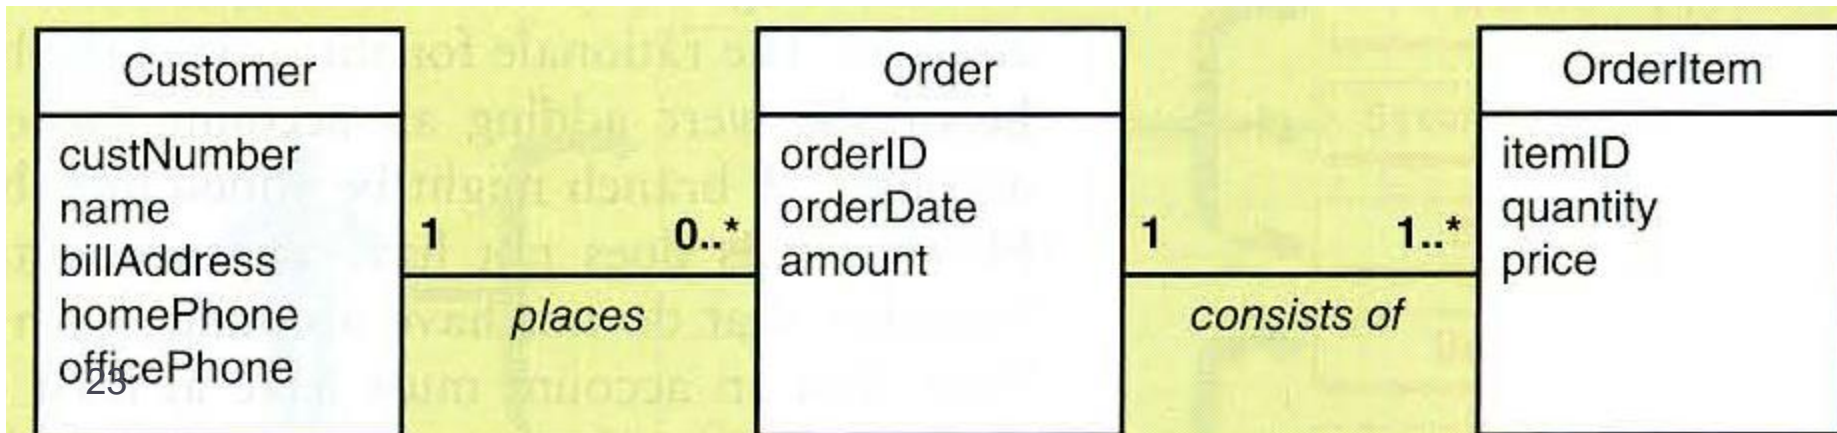 Customer
custNumber
name
billAddress
homePhone
officePhone
23
1
0..*
places
Order
orderID
orderDate
amount
1
1..*
consists of
OrderItem
itemID
quantity
price